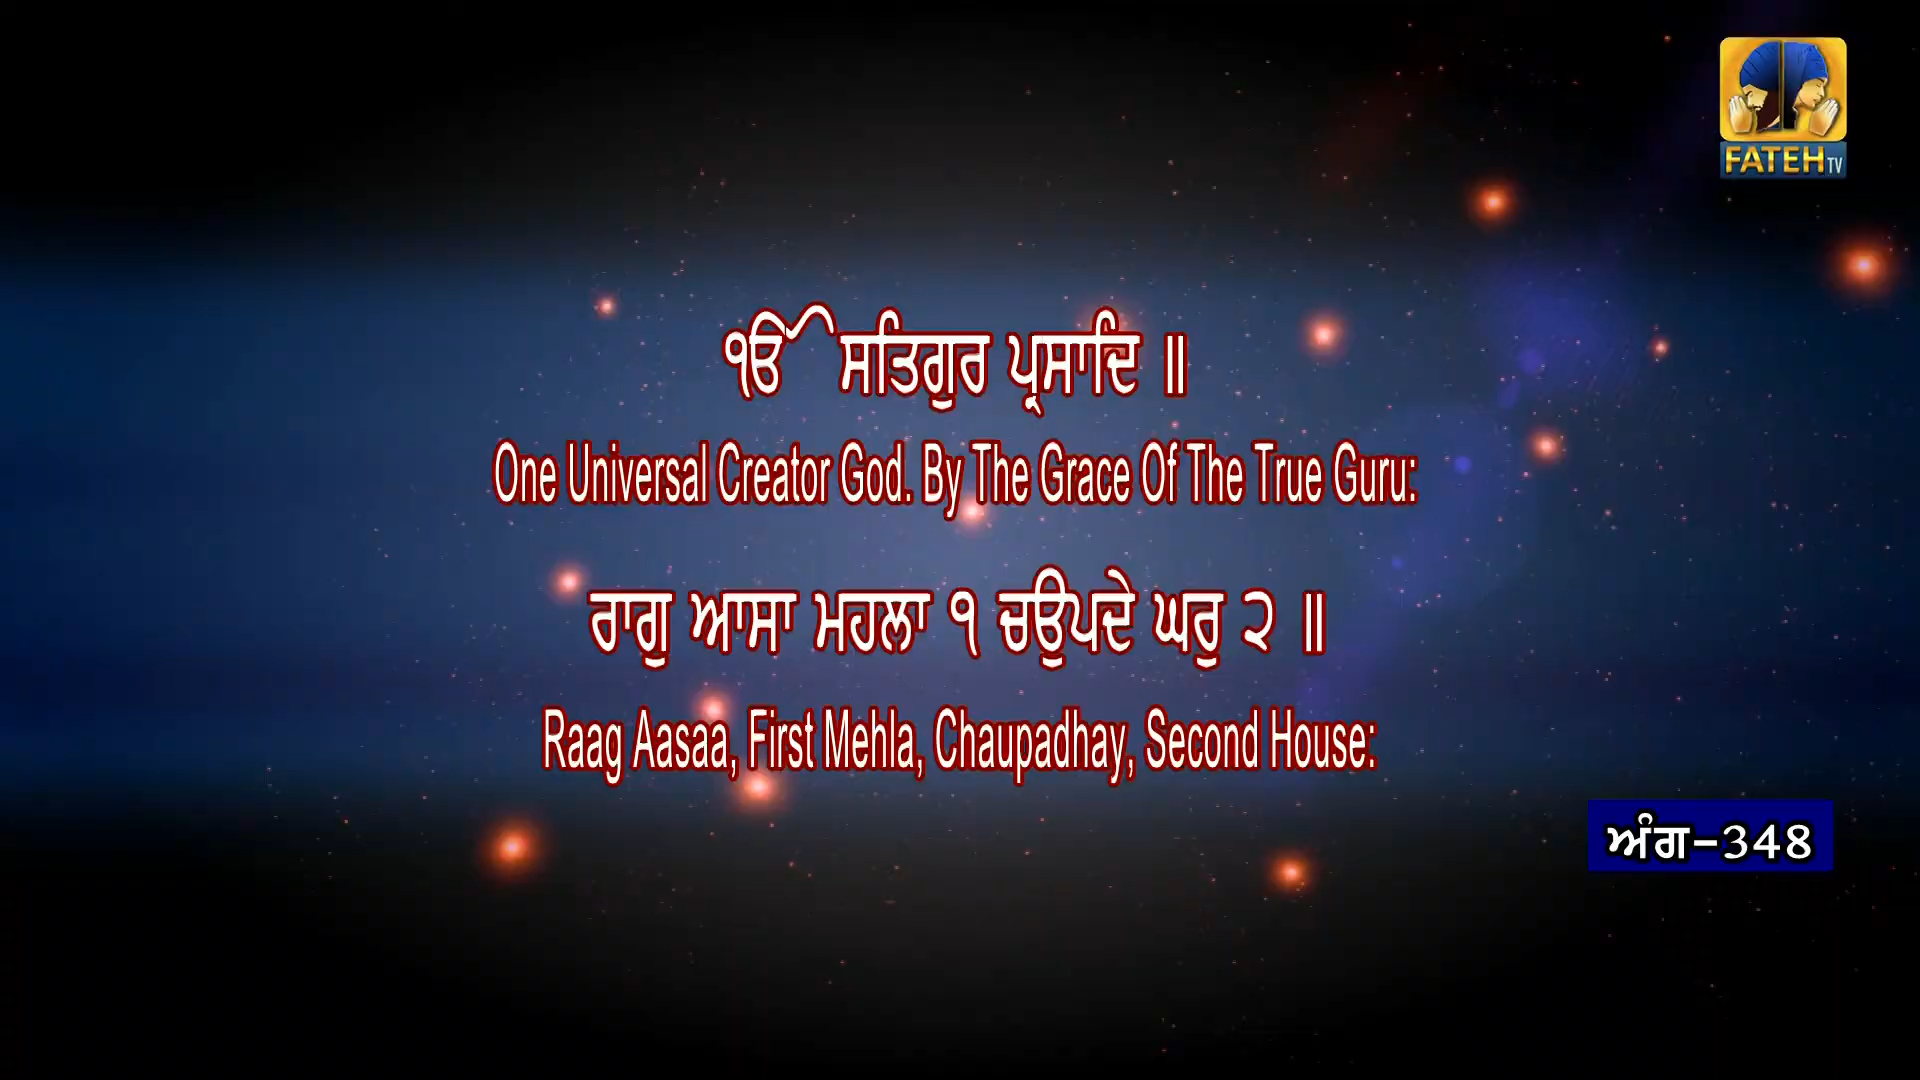 FATEH TV
ੴ ਸਤਿਗੁਰ ਪ੍ਰਸਾਦਿ ॥
One Universal Creator God. By The Grace Of The True Guru:
ਰਾਗੁ ਆਸਾ ਮਹਲਾ ੧ ਚਉਪਦੇ ਘਰੁ ੨ ॥
Raag Aasaa, First Mehla, Chaupadhay, Second House:
ਅੰਗ-348